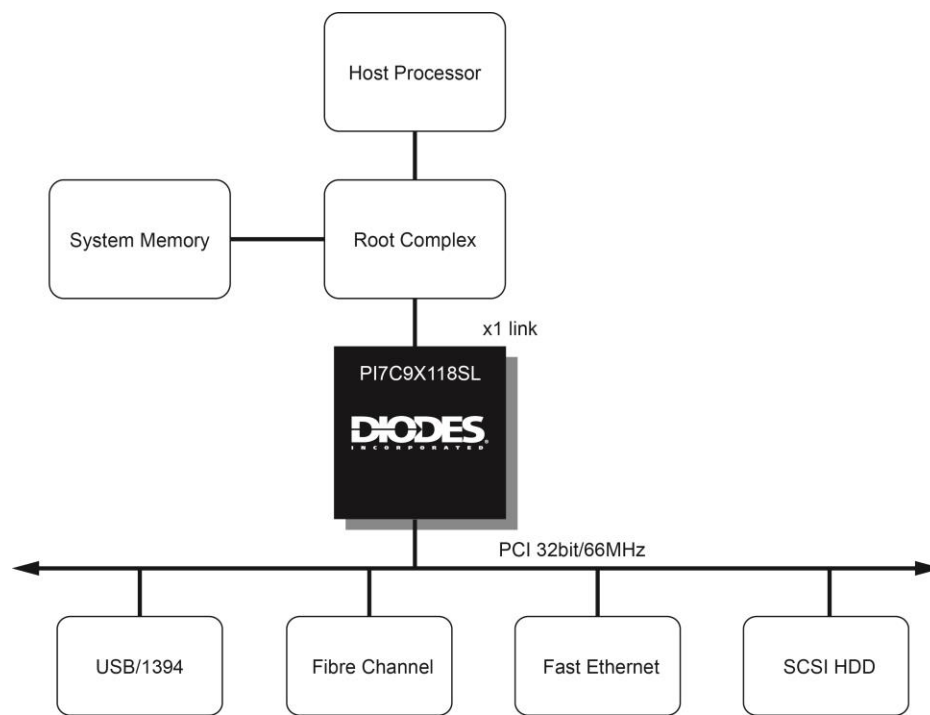 Host Processor
System Memory
Root Complex
x1 link
PI7C9X118SL
DIODES®
INCORPORATED
PCI 32bit/66MHz
USB/1394
Fibre Channel
Fast Ethernet
SCSI HDD